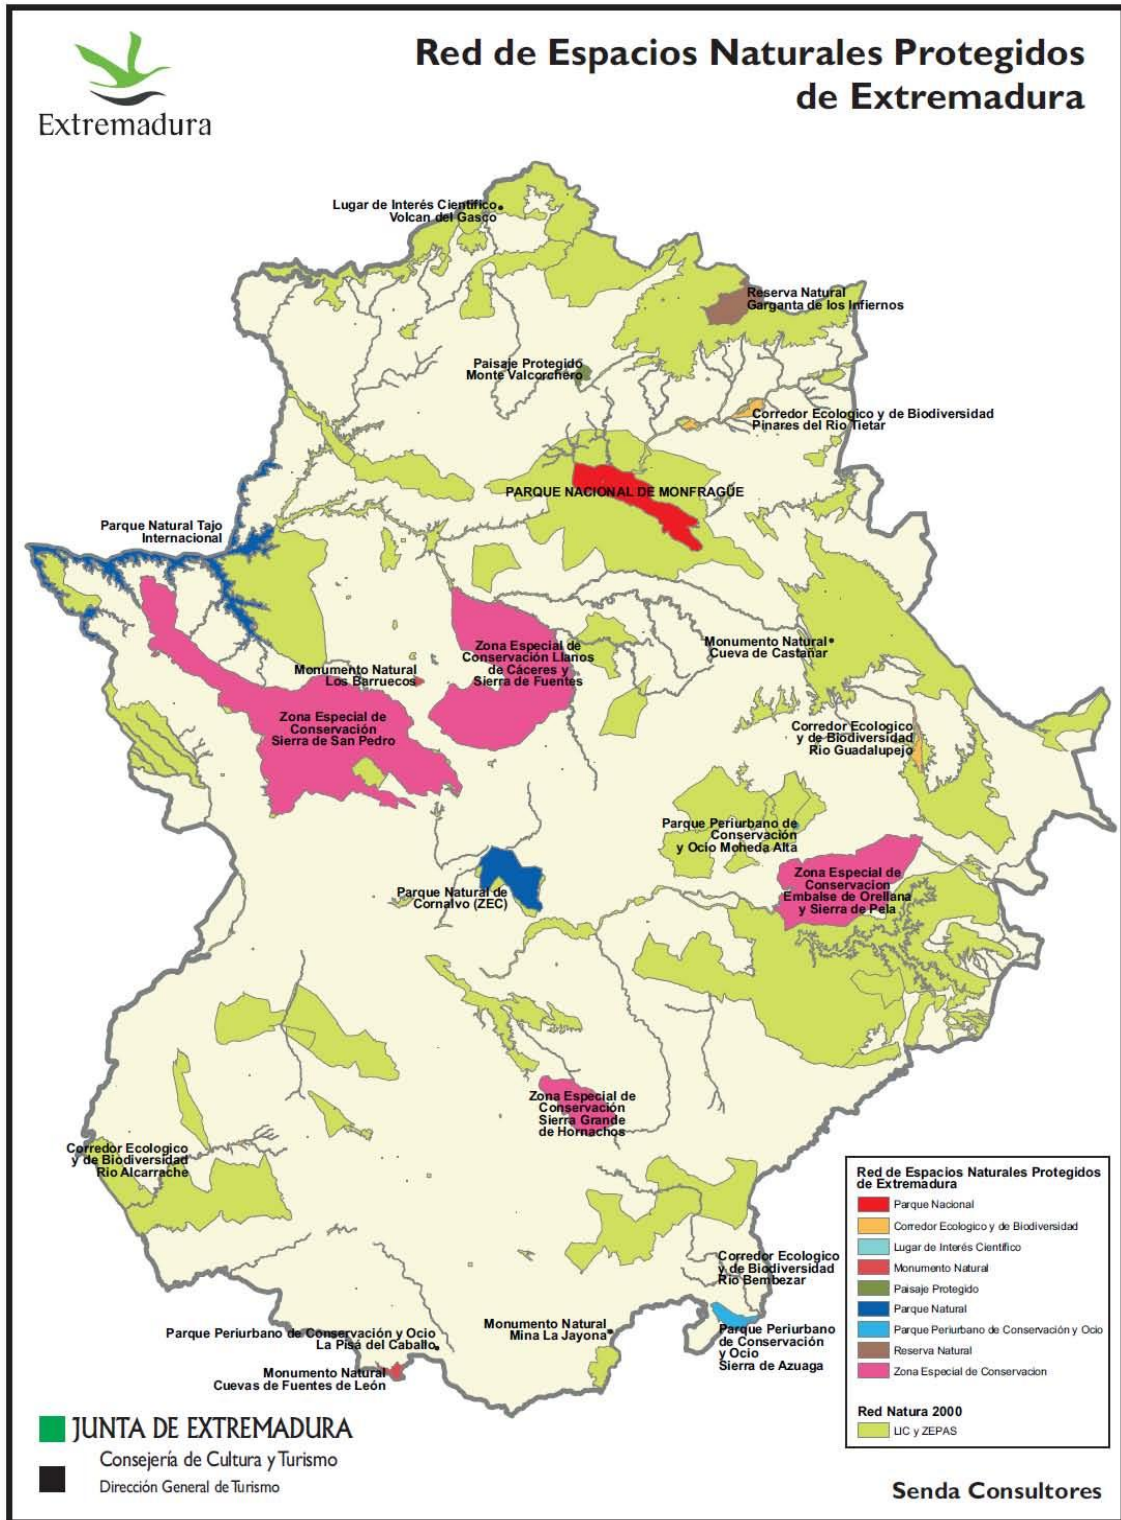 Extremadura
Red de Espacios Naturales Protegidos
de Extremadura
Lugar de Interés Científico
Volcan del Gasco
Reserva Natural
Garganta de los Infiernos
Paisaje Protegido
Monte Valcorchero
Corredor Ecologico y de Biodiversidad
Pinares del Rio Tietar
PARQUE NACIONAL DE MONFRAGÜE
Parque Natural Tajo
Internacional
Monumento Natural
Cueva de Castañar
Zona Especial de
Conservación Llanos
de Cáceres y
Sierra de Fuentes
Monumento Natural
Los Barruecos
Zona Especial de
Conservación
Sierra de San Pedro
Corredor Ecologico
y de Biodiversidad
Rio Guadalupejo
Parque Periurbano de
Conservación
y Ocio Moheda Alta
Zona Especial de
Conservacion
Embalse de Orellana
y Sierra de Pela
Parque Natural de
Cornalvo (ZEC)
Zona Especial de
Conservación
Sierra Grande
de Hornachos
Corredor Ecologico
y de Biodiversidad
Rio Alcarrache
Corredor Ecologico
y de Biodiversidad
Rio Bembezar
Monumento Natural
Mina La Jayona
Parque Periurbano
de Conservación
y Ocio
Sierra de Azuaga
Parque Periurbano de Conservación y Ocio
La Pisá del Caballo
Monumento Natural
Cuevas de Fuentes de León
Red de Espacios Naturales Protegidos
de Extremadura
Parque Nacional
Corredor Ecologico y de Biodiversidad
Lugar de Interés Científico
Monumento Natural
Paisaje Protegido
Parque Natural
Parque Periurbano de Conservación y Ocio
Reserva Natural
Zona Especial de Conservacion
Red Natura 2000
LIC y ZEPAS
JUNTA DE EXTREMADURA
Consejería de Cultura y Turismo
Dirección General de Turismo
Senda Consultores